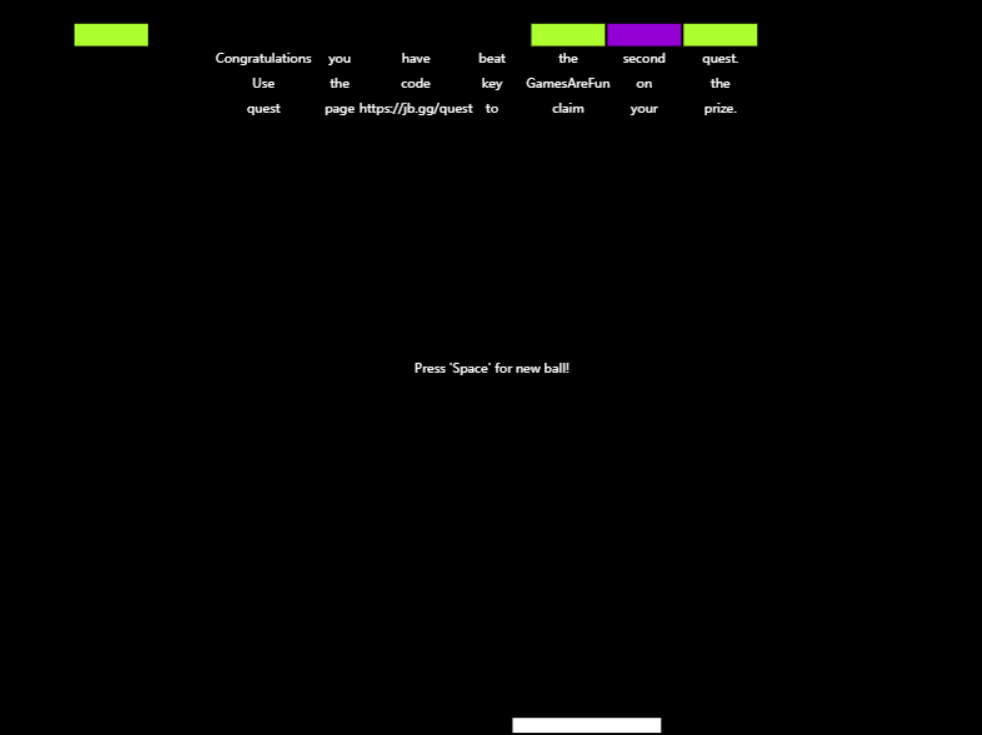 Congratulations you have beat the second quest.
Use the code key GamesAreFun on the
quest page https://jb.gg/quest to claim your prize.
Press 'Space' for new ball!